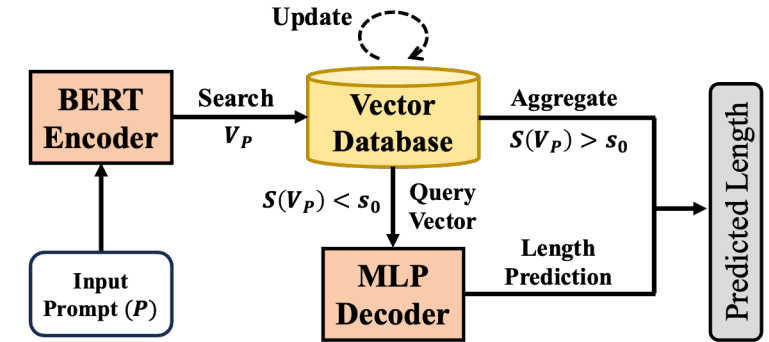 Update
BERT
Encoder
Search
V_P
Vector
Database
Aggregate
S(V_P) > s_0
Predicted Length
S(V_P) < s_0
Query
Vector
Input
Prompt (P)
MLP
Decoder
Length
Prediction